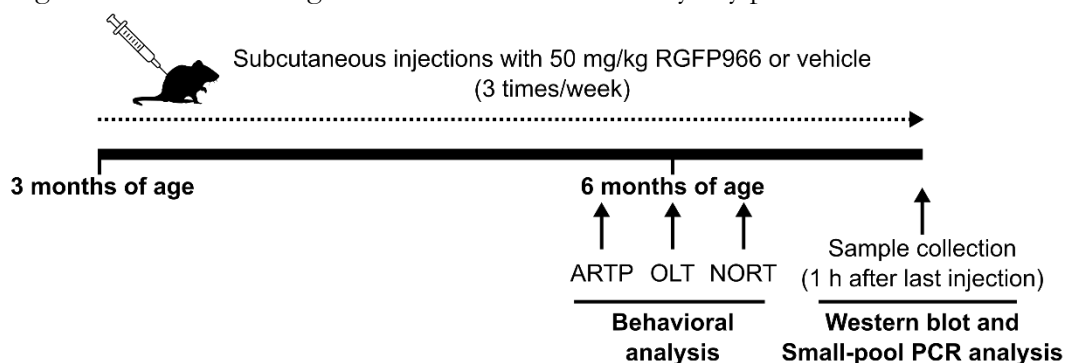 Subcutaneous injections with 50 mg/kg RGFP966 or vehicle
(3 times/week)
3 months of age
6 months of age
ARTP OLT NORT
Behavioral
analysis
Sample collection
(1 h after last injection)
Western blot and
Small-pool PCR analysis